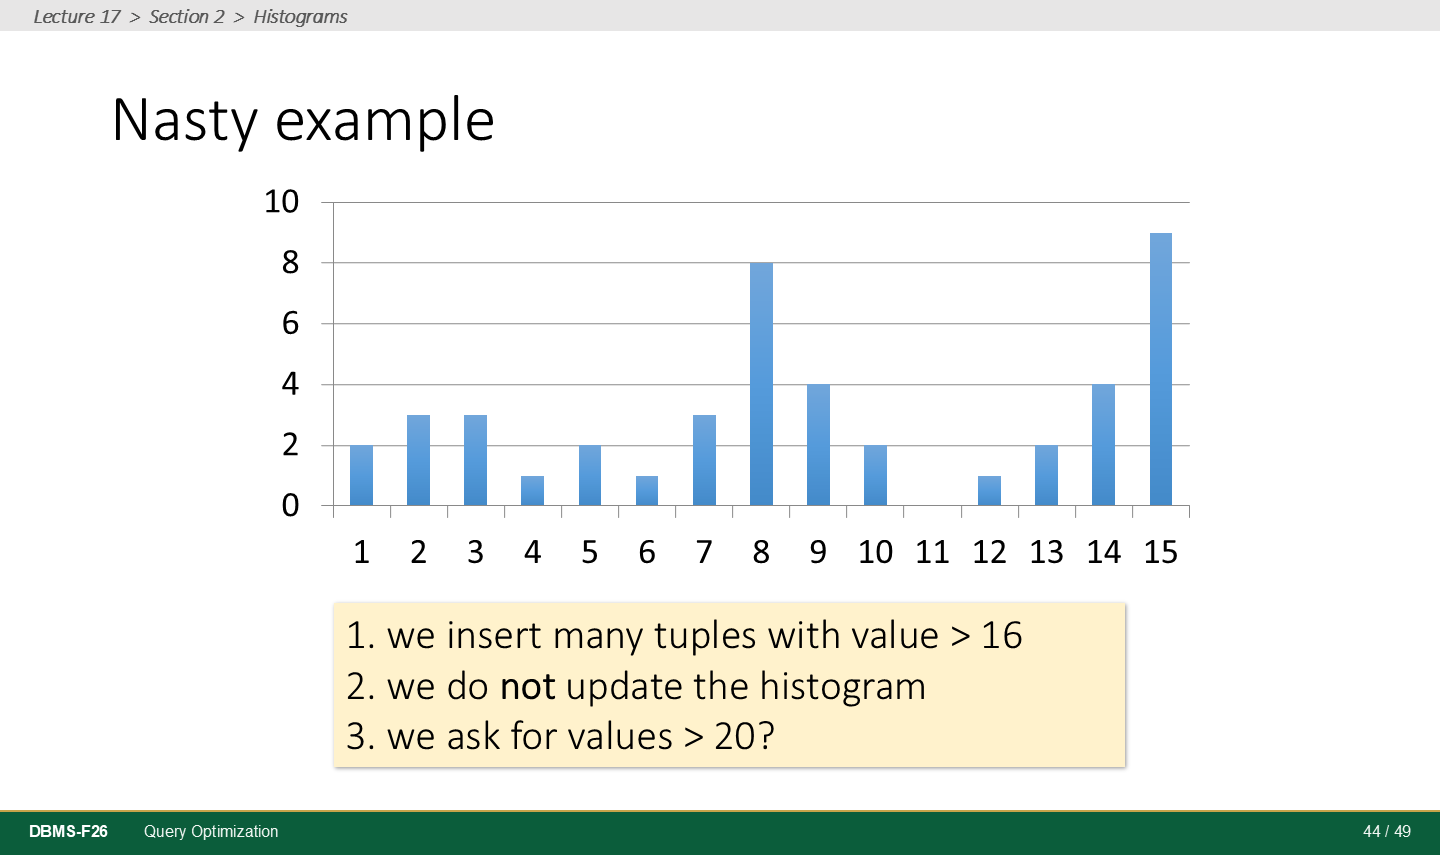 Lecture 17 > Section 2 > Histograms
Nasty example
10
8
6
4
2
0
1 2 3 4 5 6 7 8 9 10 11 12 13 14 15
1. we insert many tuples with value > 16
2. we do not update the histogram
3. we ask for values > 20?
DBMS-F26 Query Optimization 44 / 49